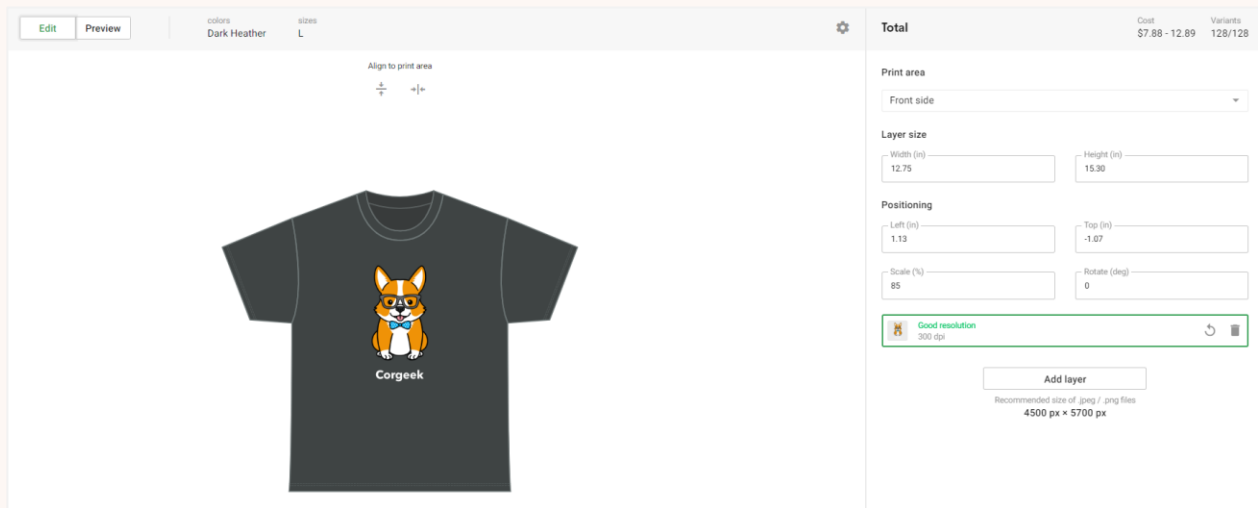 Edit
Preview
colors
Dark Heather
sizes
L
Align to print area
Corgeek
Total
Cost
$7.88 - 12.89
Variants
128/128
Print area
Front side
Layer size
Width (in)
12.75
Height (in)
15.30
Positioning
Left (in)
1.13
Top (in)
-1.07
Scale (%)
85
Rotate (deg)
0
Good resolution
300 dpi
Add layer
Recommended size of .jpeg / .png files
4500 px × 5700 px